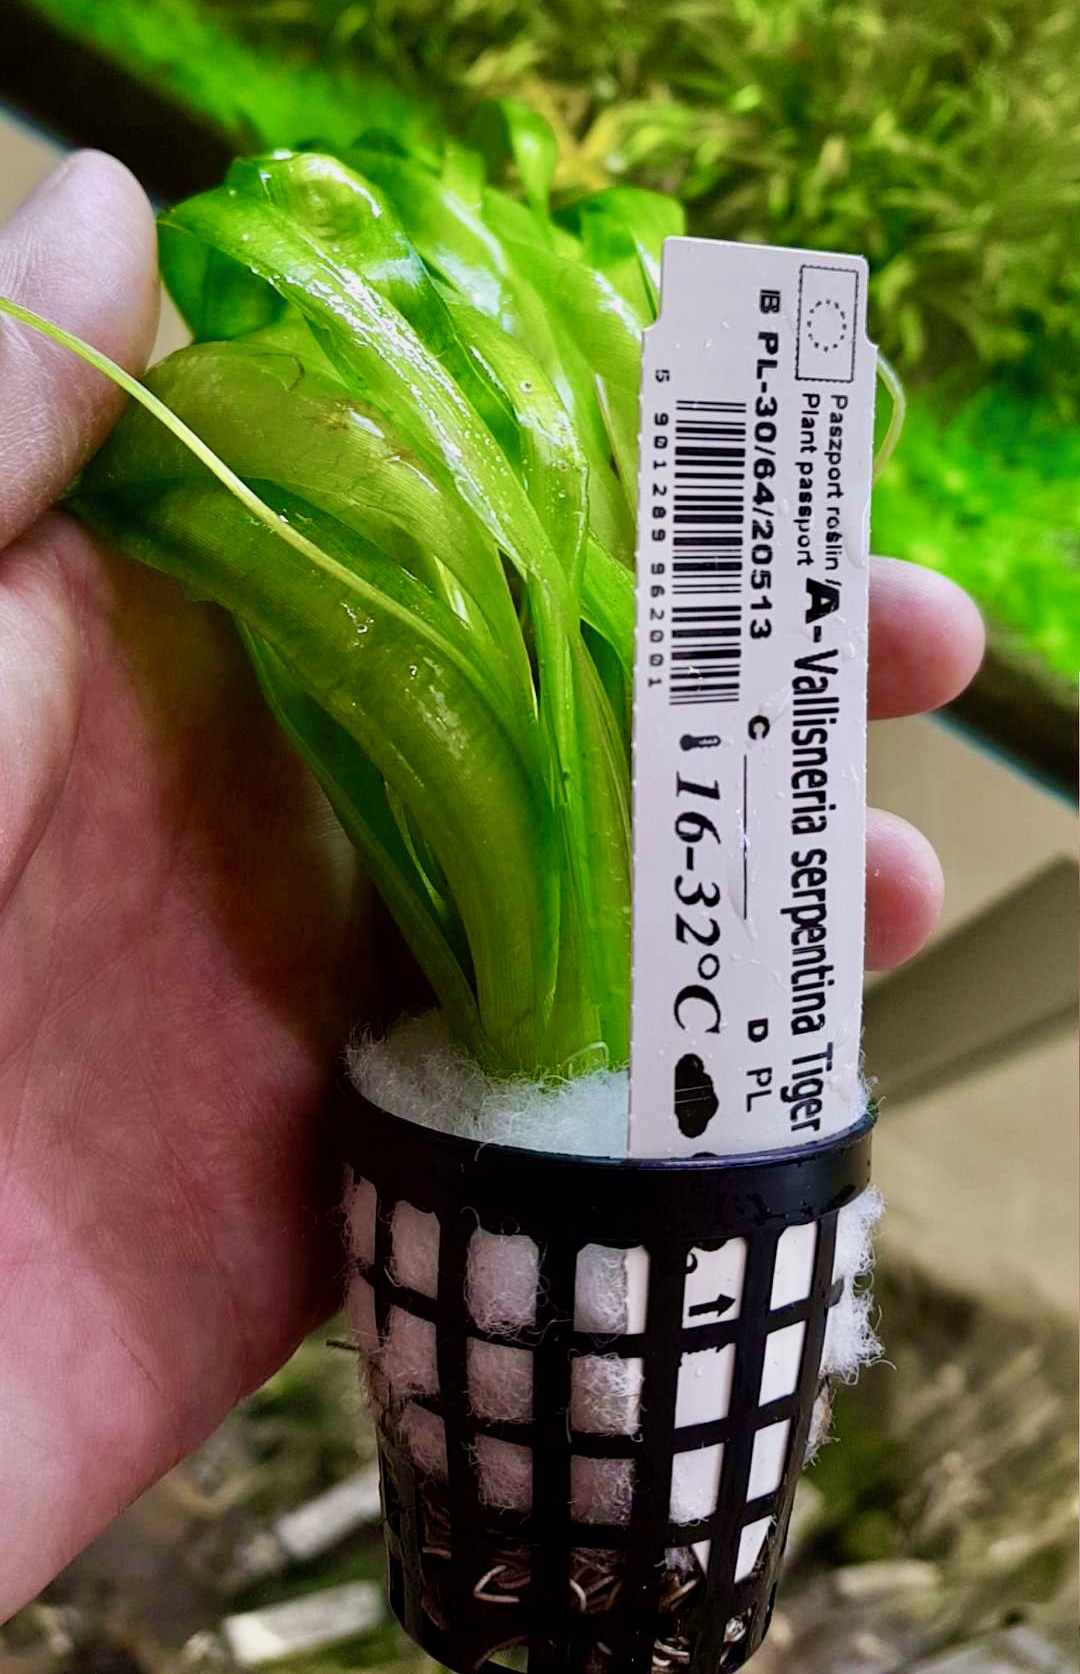 Paszport roślin /
Plant passport
A- Vallisneria serpentina Tiger
B PL-30/64/20513
C
D PL
5 901289 962001
16-32°C